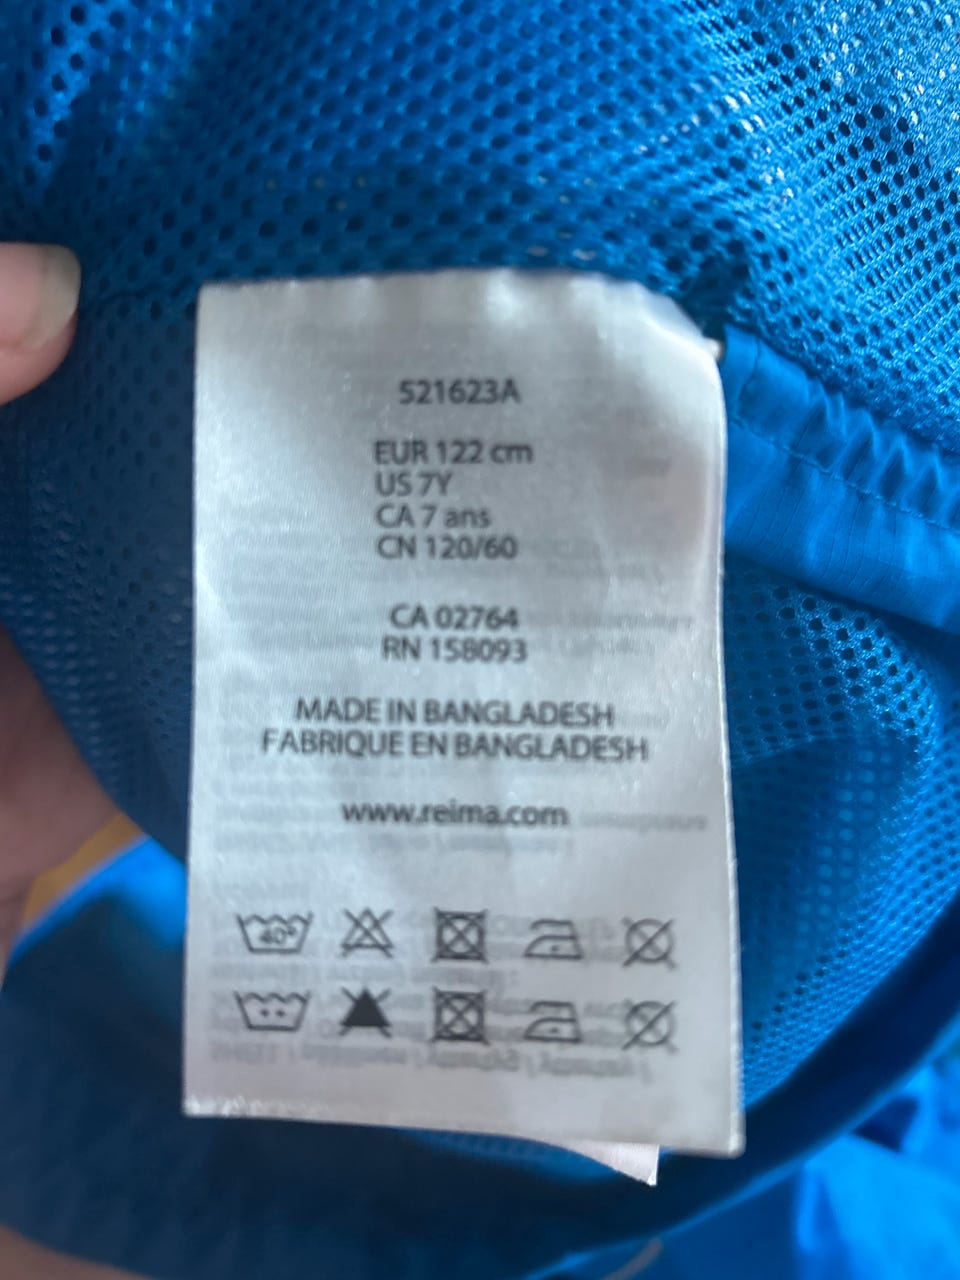 521623A
EUR 122 cm
US 7Y
CA 7 ans
CN 120/60
CA 02764
RN 158093
MADE IN BANGLADESH
FABRIQUE EN BANGLADESH
www.reima.com
40°